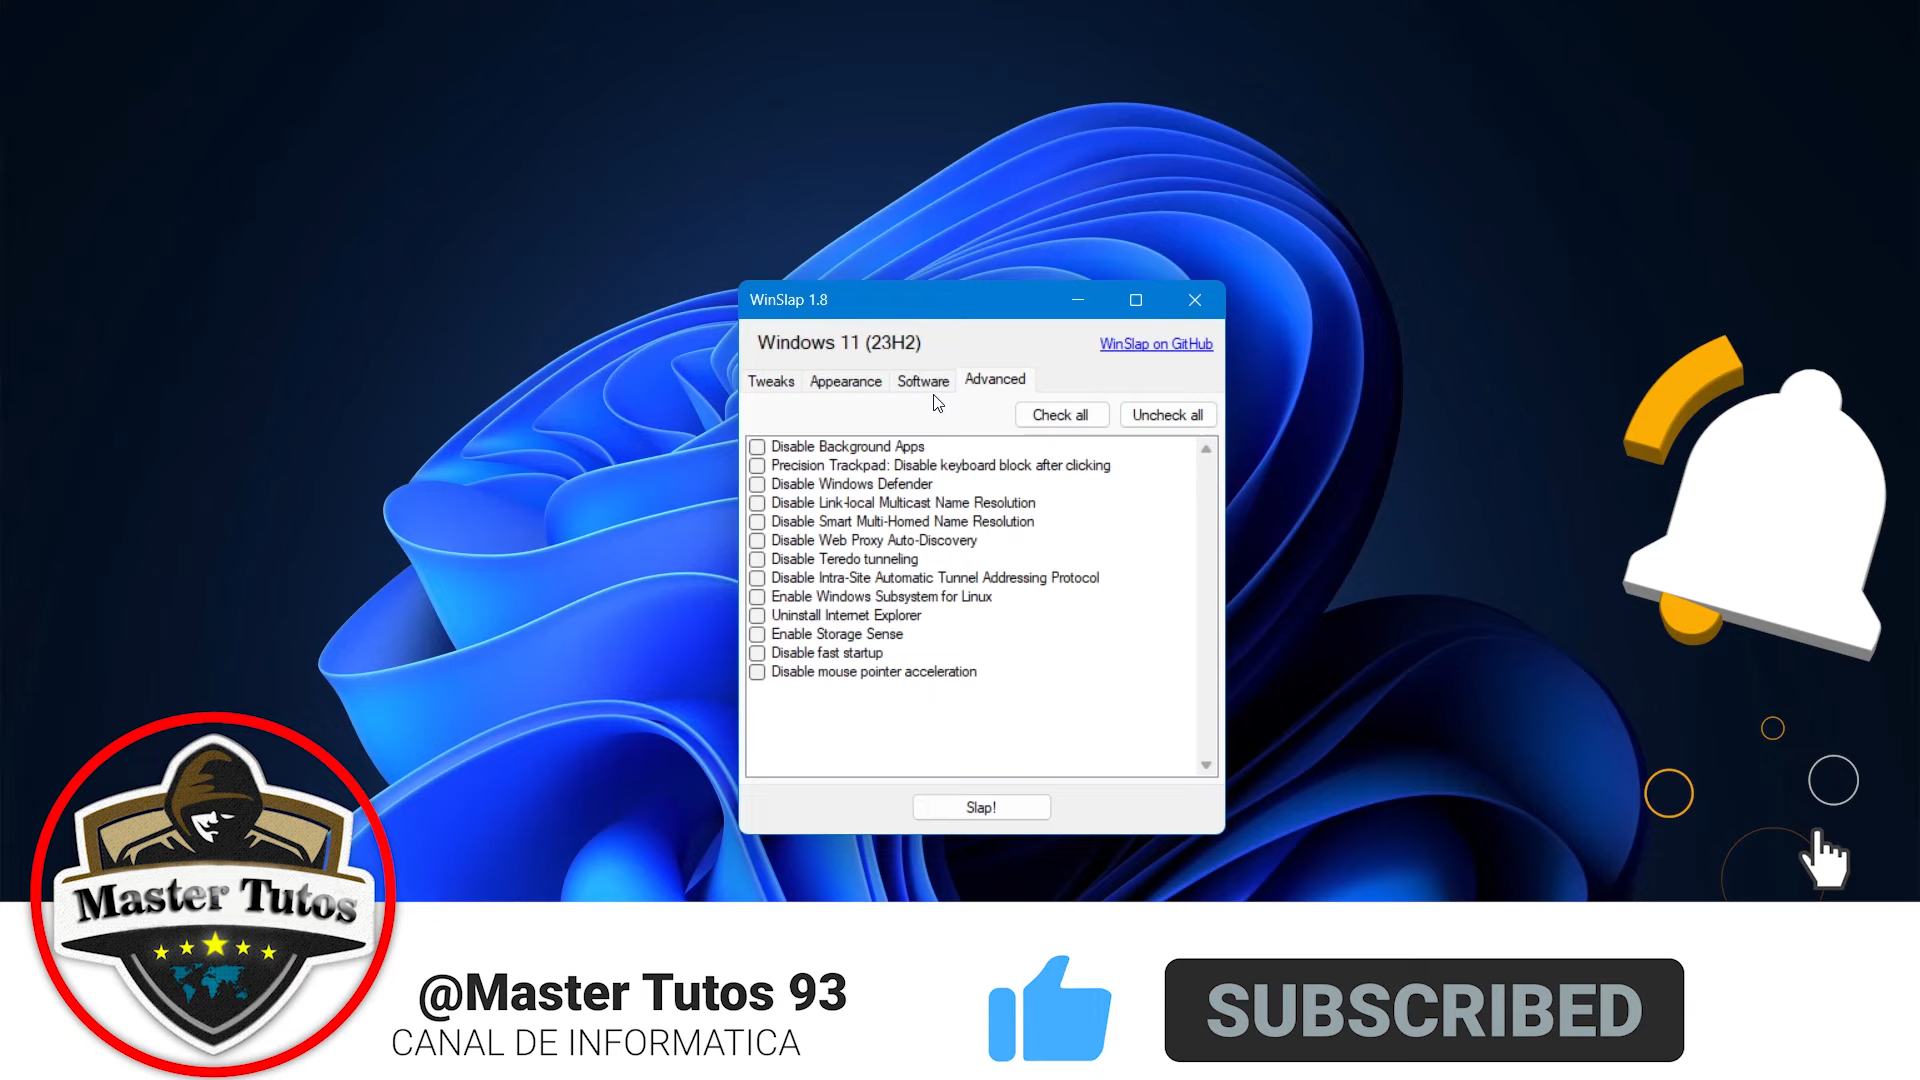 WinSlap 1.8
Windows 11 (23H2)
WinSlap on GitHub
Tweaks
Appearance
Software
Advanced
Check all
Uncheck all
Disable Background Apps
Precision Trackpad: Disable keyboard block after clicking
Disable Windows Defender
Disable Link-local Multicast Name Resolution
Disable Smart Multi-Homed Name Resolution
Disable Web Proxy Auto-Discovery
Disable Teredo tunneling
Disable Intra-Site Automatic Tunnel Addressing Protocol
Enable Windows Subsystem for Linux
Uninstall Internet Explorer
Enable Storage Sense
Disable fast startup
Disable mouse pointer acceleration
Slap!
Master Tutos
@Master Tutos 93
CANAL DE INFORMATICA
SUBSCRIBED